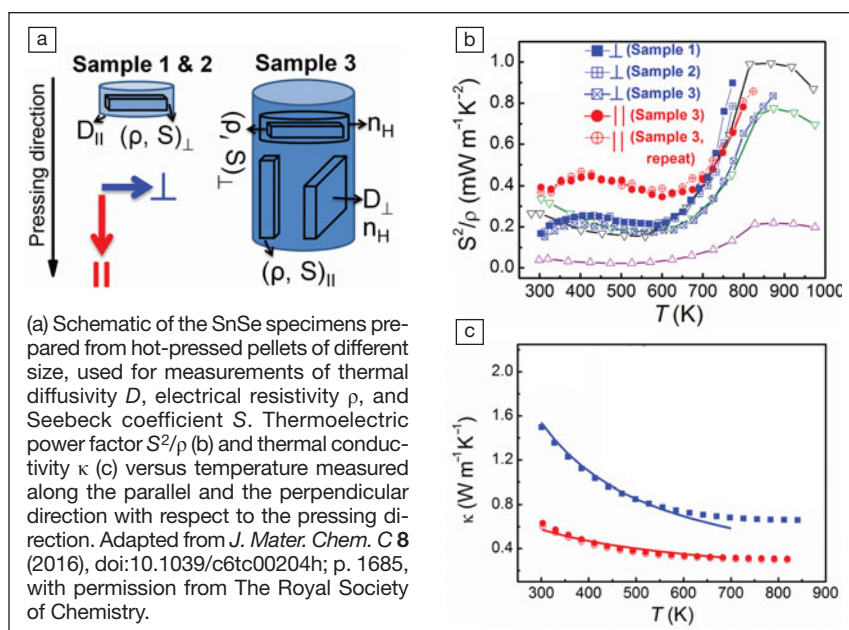 a
Sample 1 & 2
Sample 3
Pressing direction
D|| (ρ, S)⊥
⊥
||
(ρ, S)⊥
nH
D⊥
nH
(ρ, S)||
(a) Schematic of the SnSe specimens pre-
pared from hot-pressed pellets of different
size, used for measurements of thermal
diffusivity D, electrical resistivity ρ, and
Seebeck coefficient S. Thermoelectric
power factor S²/ρ (b) and thermal conduc-
tivity κ (c) versus temperature measured
along the parallel and the perpendicular
direction with respect to the pressing di-
rection. Adapted from J. Mater. Chem. C 8
(2016), doi:10.1039/c6tc00204h; p. 1685,
with permission from The Royal Society
of Chemistry.
b
⊥ (Sample 1)
⊥ (Sample 2)
⊥ (Sample 3)
|| (Sample 3)
|| (Sample 3,
repeat)
S²/ρ (mW m⁻¹K⁻²)
1.0
0.8
0.6
0.4
0.2
0.0
300 400 500 600 700 800 900 1000
T (K)
c
κ (W m⁻¹K⁻¹)
2.0
1.6
1.2
0.8
0.4
300 400 500 600 700 800 900
T (K)